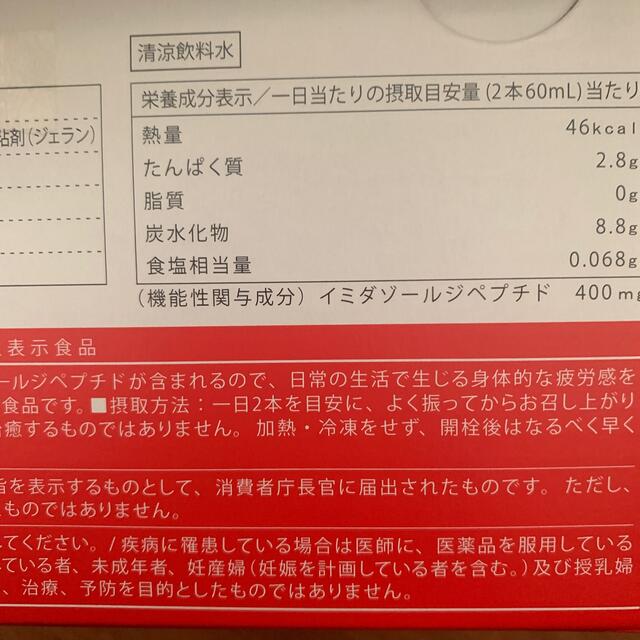 清涼飲料水
栄養成分表示／一日当たりの摂取目安量(2本60mL)当たり
粘剤(ジェラン)
熱量 46kcal
たんぱく質 2.8g
脂質 0g
炭水化物 8.8g
食塩相当量 0.068g
(機能性関与成分) イミダゾールジペプチド 400mg
表示食品
ールジペプチドが含まれるので、日常の生活で生じる身体的な疲労感を
食品です。■摂取方法：一日2本を目安に、よく振ってからお召し上がり
治癒するものではありません。加熱・冷凍をせず、開栓後はなるべく早く
旨を表示するものとして、消費者庁長官に届出されたものです。ただし、
ものではありません。
てください。/疾病に罹患している場合は医師に、医薬品を服用している
ている者、未成年者、妊産婦(妊娠を計画している者を含む。)及び授乳婦
、治療、予防を目的としたものではありません。